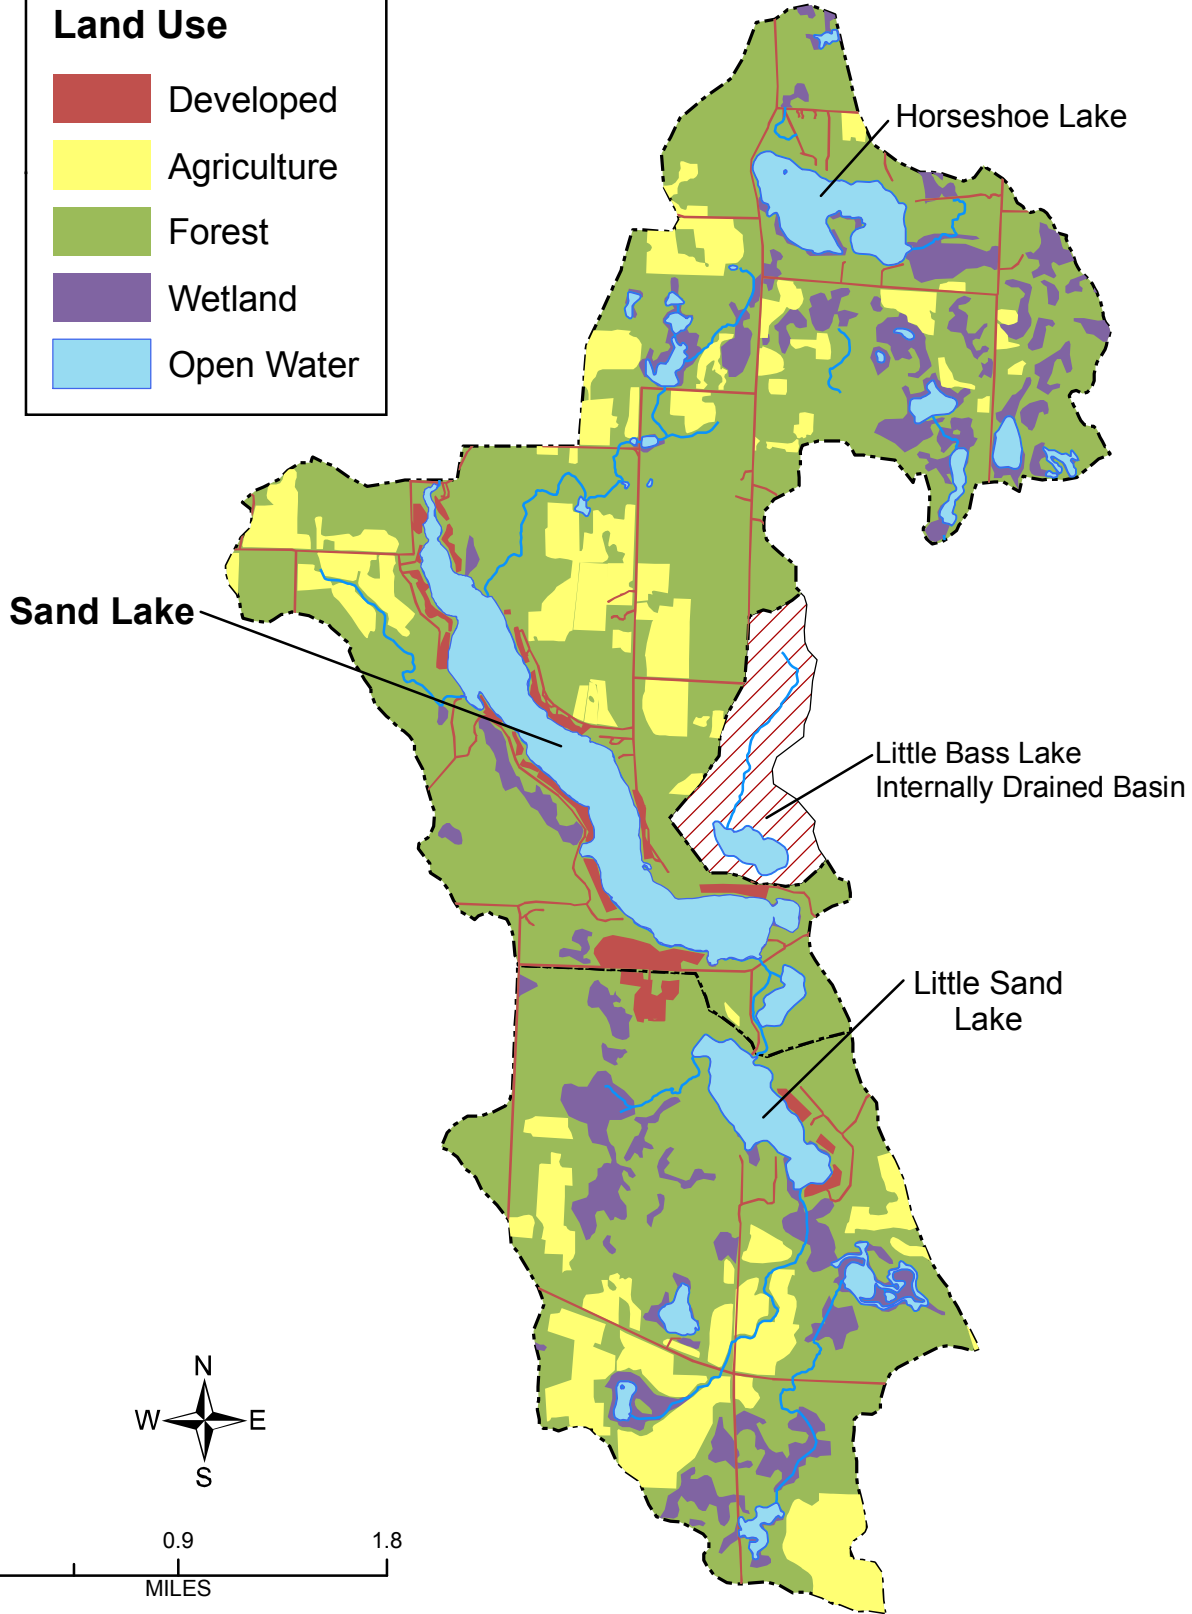 Land Use
Developed
Agriculture
Forest
Wetland
Open Water
Horseshoe Lake
Sand Lake
Little Bass Lake
Internally Drained Basin
Little Sand
Lake
N
W
E
S
0.9
1.8
MILES